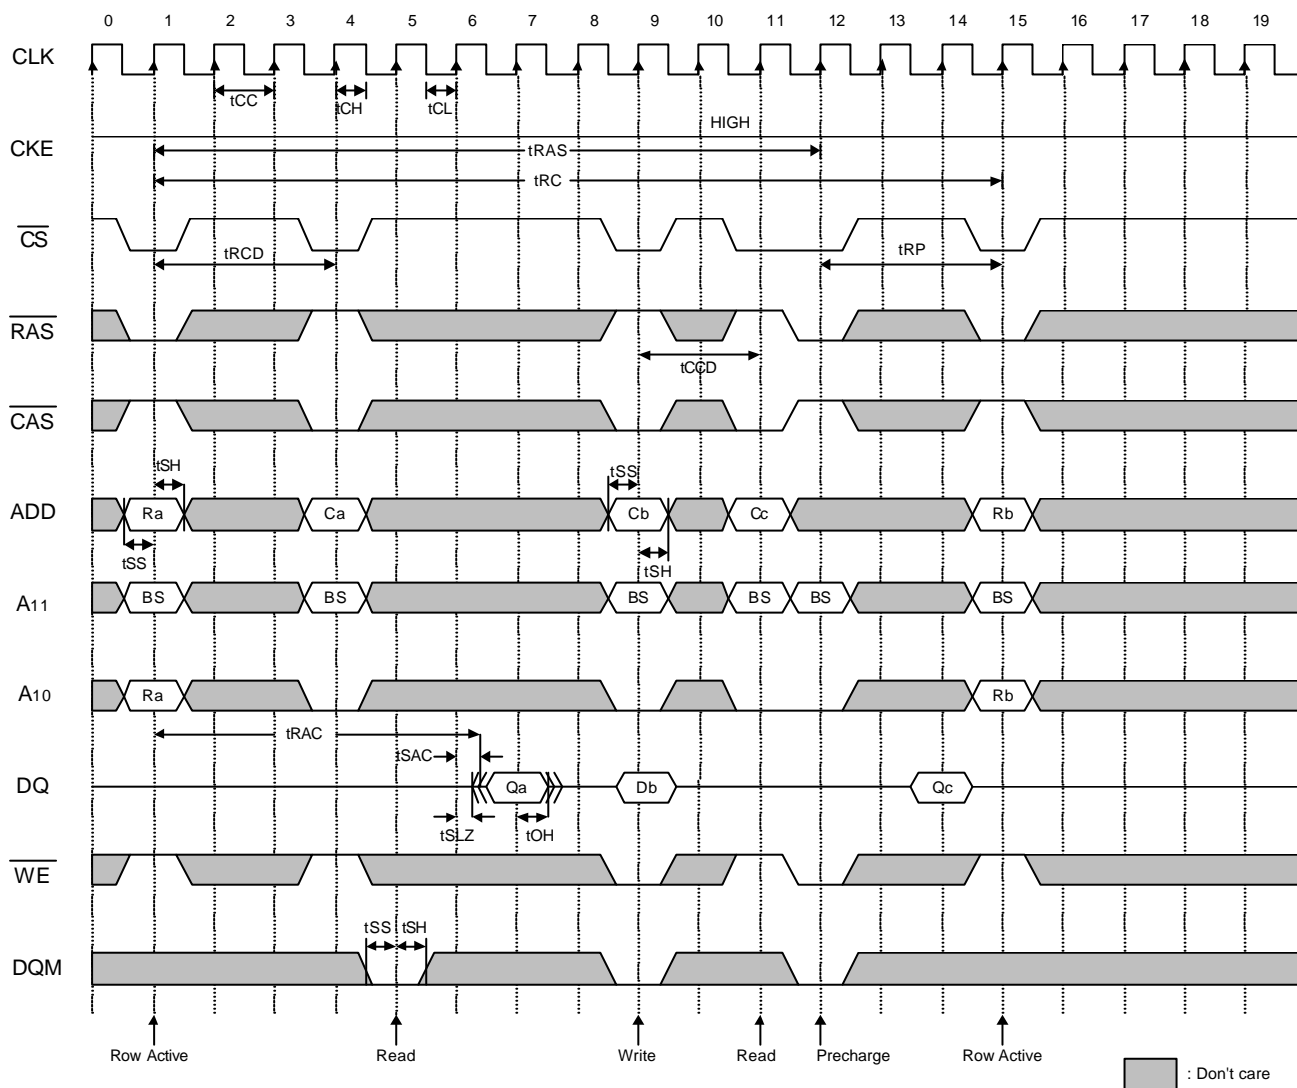 0 1 2 3 4 5 6 7 8 9 10 11 12 13 14 15 16 17 18 19
CLK
tCC tCH tCL
HIGH
CKE
tRAS
tRC
CS
tRCD tRP
RAS
tCCD
CAS
tSH tSS
ADD Ra Ca Cb Cc Rb
tSS tSH
A11 BS BS BS BS BS BS
A10 Ra Rb
tRAC
tSAC
DQ Qa Db Qc
tSLZ tOH
WE
tSS tSH
DQM
Row Active Read Write Read Precharge Row Active
: Don't care